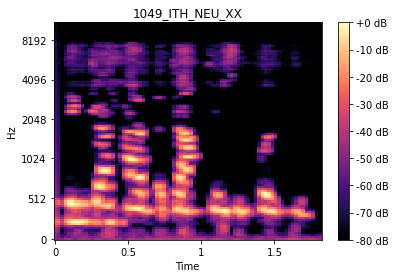 1049_ITH_NEU_XX
8192
4096
2048
1024
512
0
Hz
0
0.5
1
1.5
Time
+0 dB
-10 dB
-20 dB
-30 dB
-40 dB
-50 dB
-60 dB
-70 dB
-80 dB